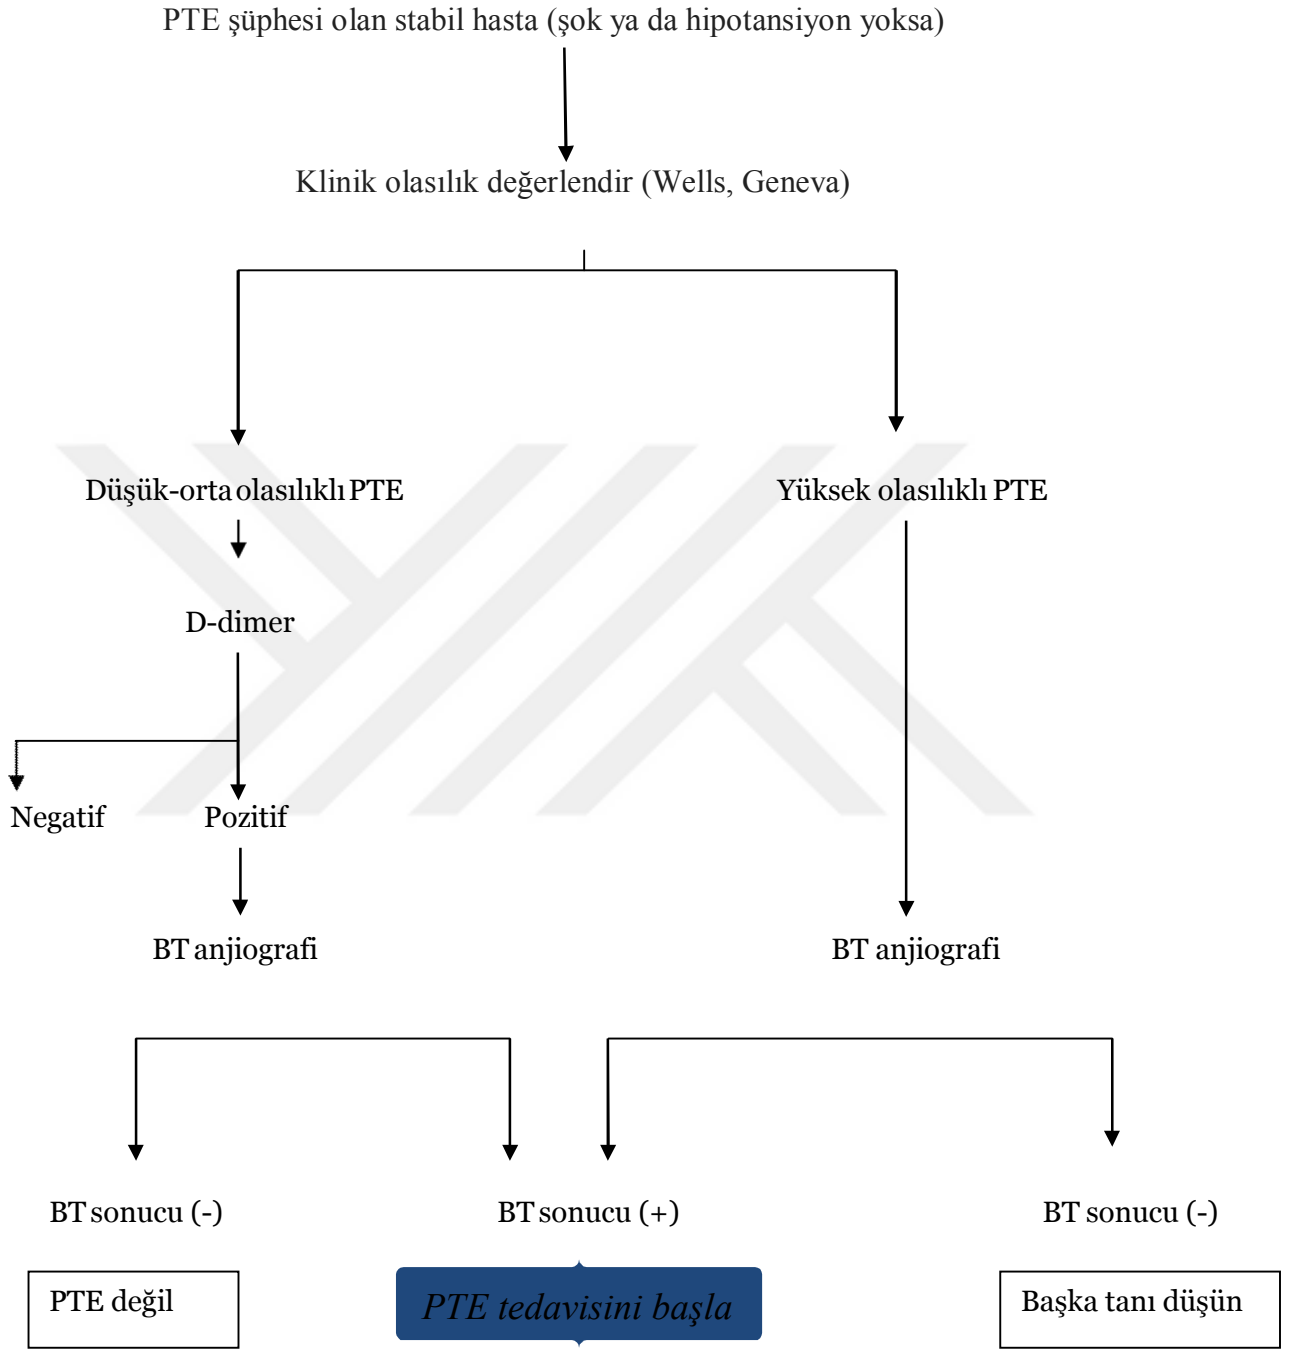 PTE şüphesi olan stabil hasta (şok ya da hipotansiyon yoksa)
Klinik olasılık değerlendir (Wells, Geneva)
Düşük-orta olasılıklı PTE
Yüksek olasılıklı PTE
D-dimer
Negatif
Pozitif
BT anjiografi
BT anjiografi
BT sonucu (-)
BT sonucu (+)
BT sonucu (-)
PTE değil
PTE tedavisini başla
Başka tanı düşün